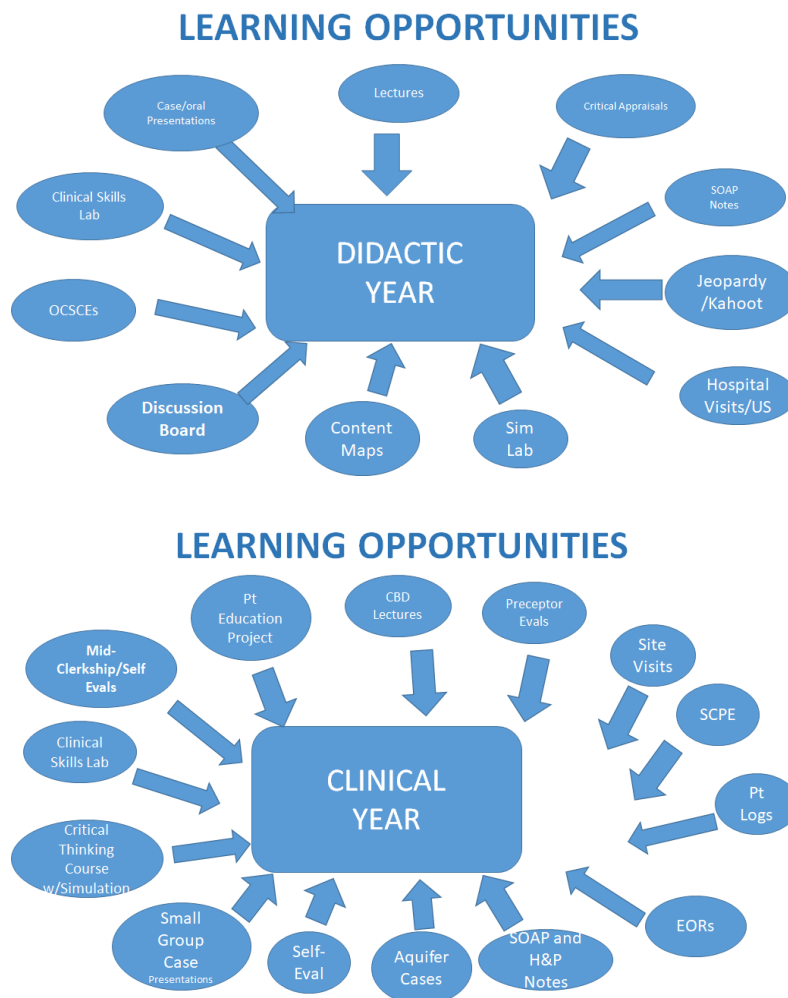 LEARNING OPPORTUNITIES
Lectures
Case/oral
Presentations
Critical Appraisals
Clinical Skills
Lab
SOAP
Notes
DIDACTIC
YEAR
Jeopardy
/Kahoot
OCSCEs
Hospital
Visits/US
Discussion
Board
Content
Maps
Sim
Lab
LEARNING OPPORTUNITIES
Pt
Education
Project
CBD
Lectures
Preceptor
Evals
Mid-
Clerkship/Self
Evals
Site
Visits
SCPE
Clinical
Skills Lab
CLINICAL
YEAR
Pt
Logs
Critical
Thinking
Course
w/Simulation
Small
Group
Case
Presentations
Self-
Eval
Aquifer
Cases
SOAP and
H&P
Notes
EORs